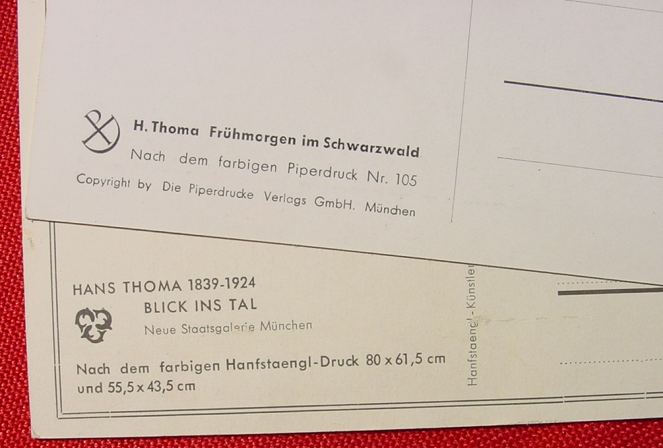 H. Thoma Frühmorgen im Schwarzwald
Nach dem farbigen Piperdruck Nr. 105
Copyright by Die Piperdrucke Verlags GmbH. München
HANS THOMA 1839-1924
BLICK INS TAL
Neue Staatsgalerie München
Nach dem farbigen Hanfstaengl-Druck 80 x 61,5 cm
und 55,5 x 43,5 cm
Hanfstaengl-Künstler